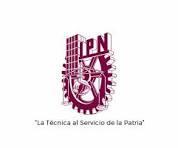 IPN
"La Técnica al Servicio de la Patria"